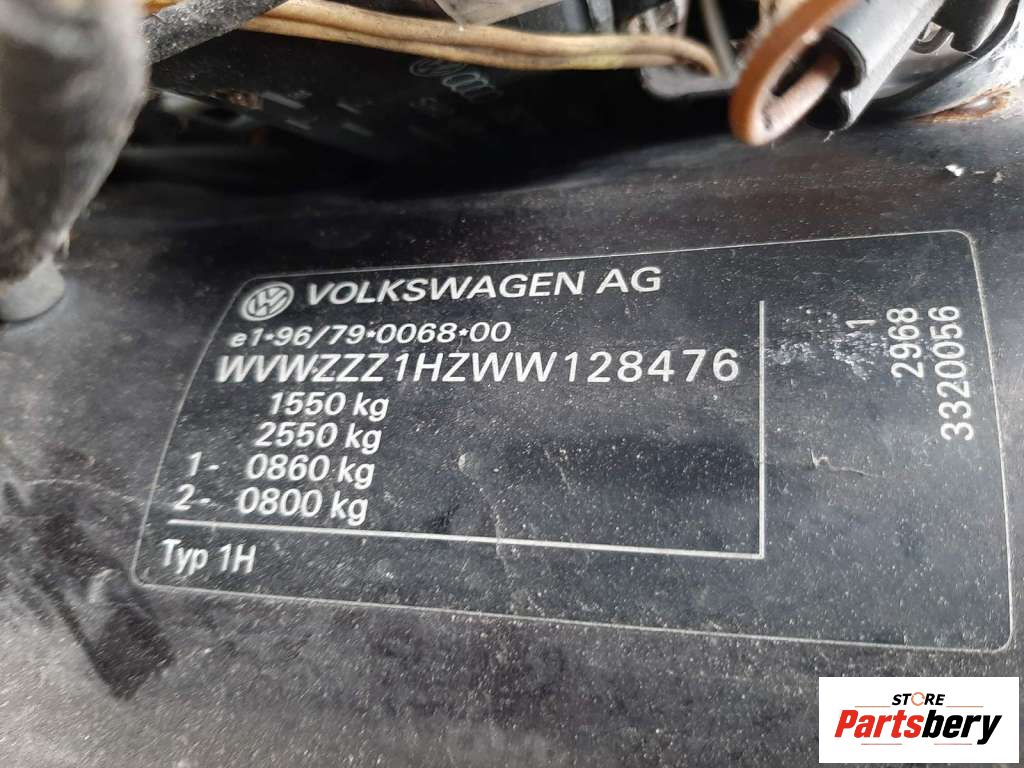 VOLKSWAGEN AG
e1*96/79*0068*00
WVWZZZ1HZWW128476
1550 kg
2550 kg
1- 0860 kg
2- 0800 kg
Typ 1H
1
2968
3320056
STORE
Partsbery